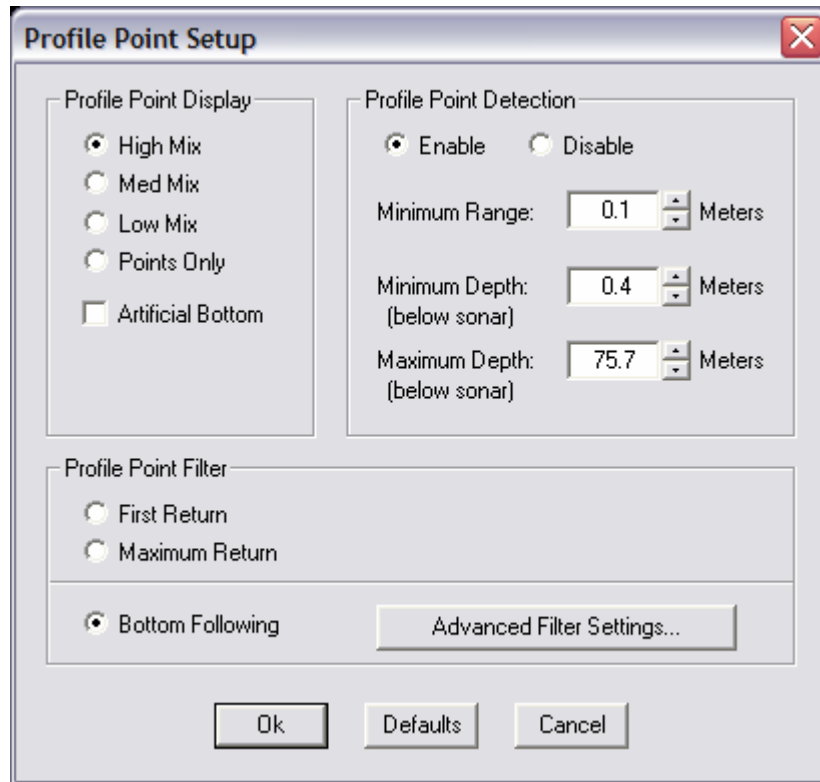 Profile Point Setup
Profile Point Display
High Mix
Med Mix
Low Mix
Points Only
Artificial Bottom
Profile Point Detection
Enable Disable
Minimum Range: 0.1 Meters
Minimum Depth: 0.4 Meters
(below sonar)
Maximum Depth: 75.7 Meters
(below sonar)
Profile Point Filter
First Return
Maximum Return
Bottom Following Advanced Filter Settings...
Ok Defaults Cancel